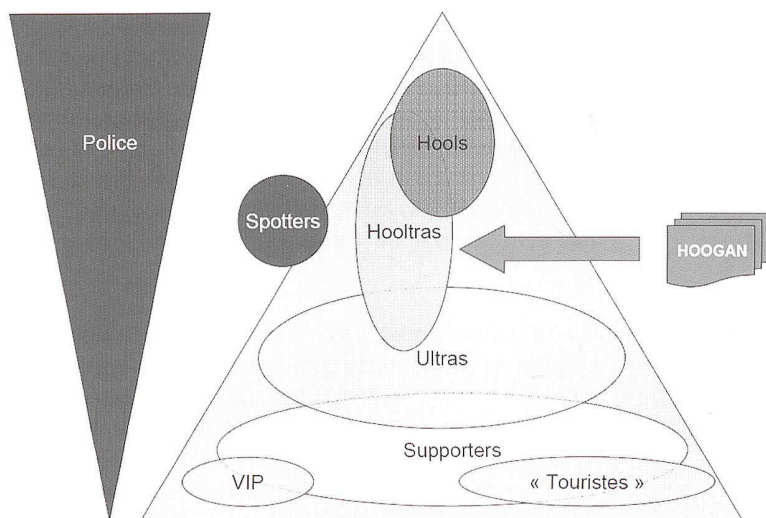 Police
Hools
Spotters
Hooltras
HOOGAN
Ultras
Supporters
VIP
« Touristes »